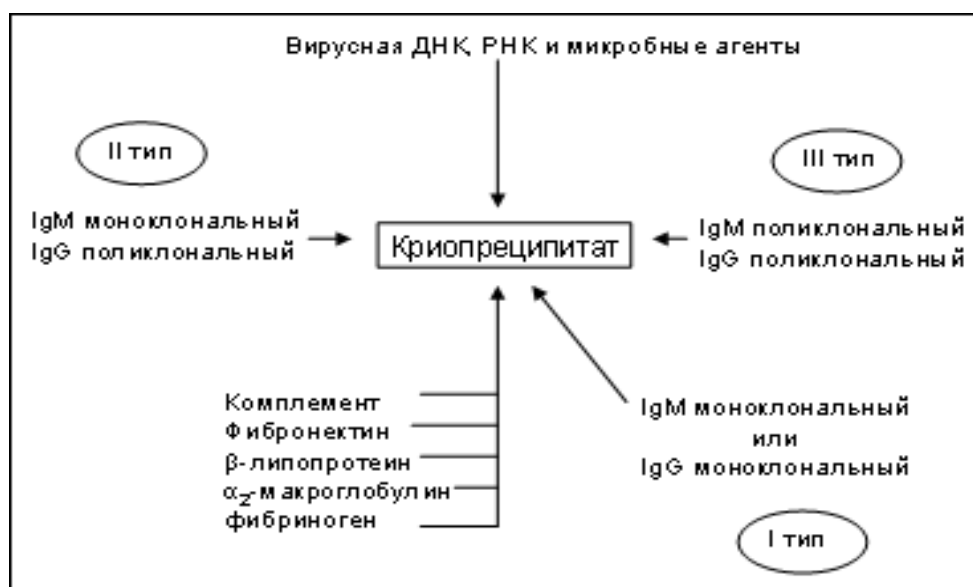 Вирусная ДНК, РНК и микробные агенты
II тип
III тип
IgM моноклональный
IgG поликлональный
Криопреципитат
IgM поликлональный
IgG поликлональный
Комплемент
Фибронектин
β-липопротеин
α₂-макроглобулин
фибриноген
IgM моноклональный
или
IgG моноклональный
I тип